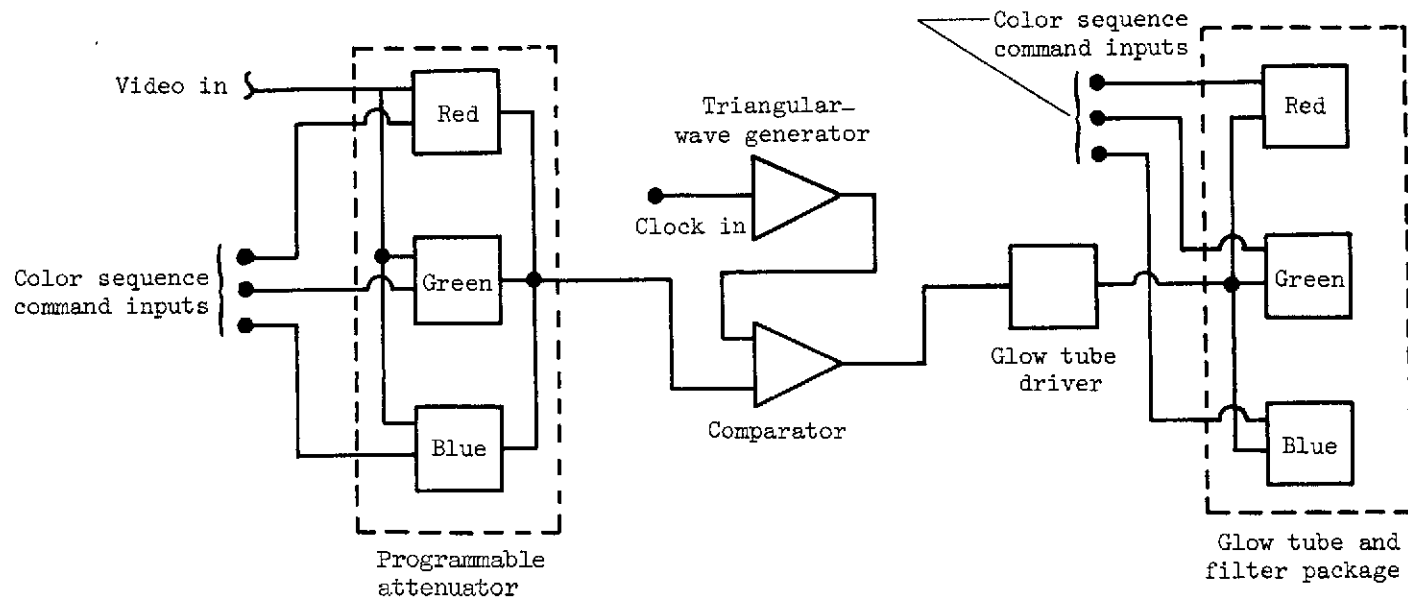 Video in
Red
Green
Blue
Color sequence
command inputs
Programmable
attenuator
Triangular-
wave generator
Clock in
Comparator
Glow tube
driver
Color sequence
command inputs
Red
Green
Blue
Glow tube and
filter package